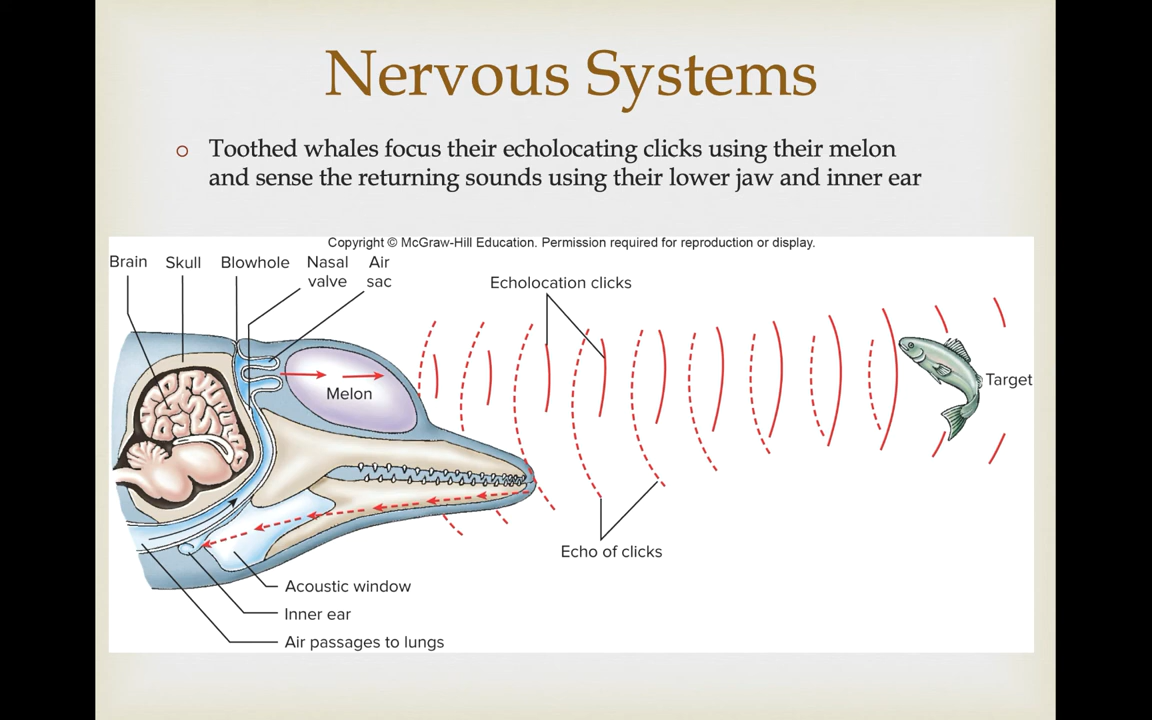 Nervous Systems
Toothed whales focus their echolocating clicks using their melon
and sense the returning sounds using their lower jaw and inner ear
Copyright © McGraw-Hill Education. Permission required for reproduction or display.
Brain Skull Blowhole Nasal valve Air sac
Echolocation clicks
Melon
Target
Echo of clicks
Acoustic window
Inner ear
Air passages to lungs